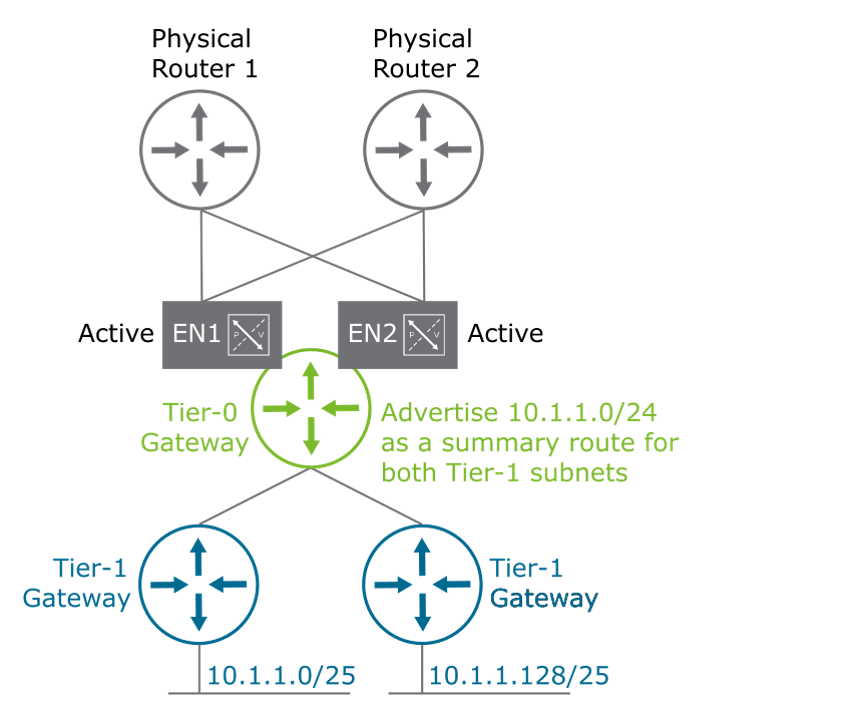 Physical
Router 1
Physical
Router 2
Active
EN1
P
V
EN2
P
V
Active
Tier-0
Gateway
Advertise 10.1.1.0/24
as a summary route for
both Tier-1 subnets
Tier-1
Gateway
Tier-1
Gateway
10.1.1.0/25
10.1.1.128/25